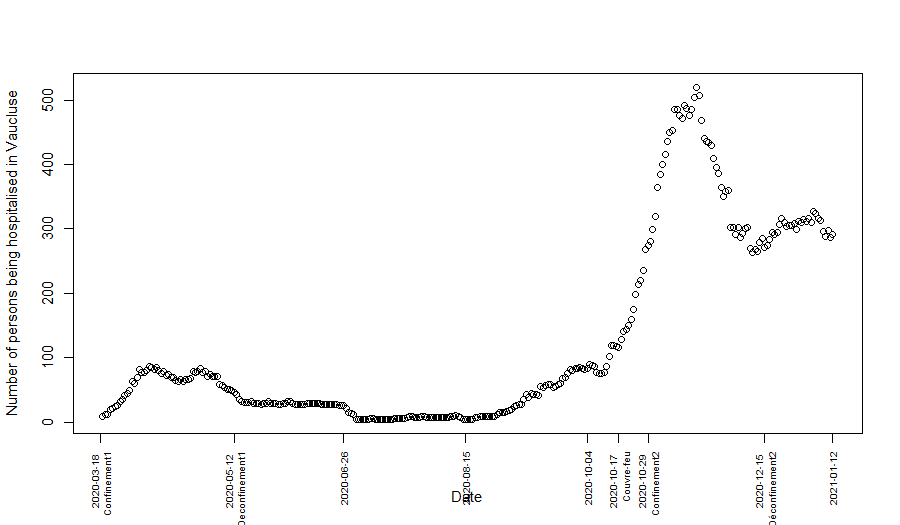 Number of persons being hospitalised in Vaucluse
500
400
300
200
100
0
2020-03-18
Confinement1
2020-05-12
Déconfinement1
2020-06-26
2020-08-15
2020-10-04
2020-10-17
Couvre-feu
2020-10-29
Confinement2
2020-12-15
Déconfinement2
2021-01-12
Date